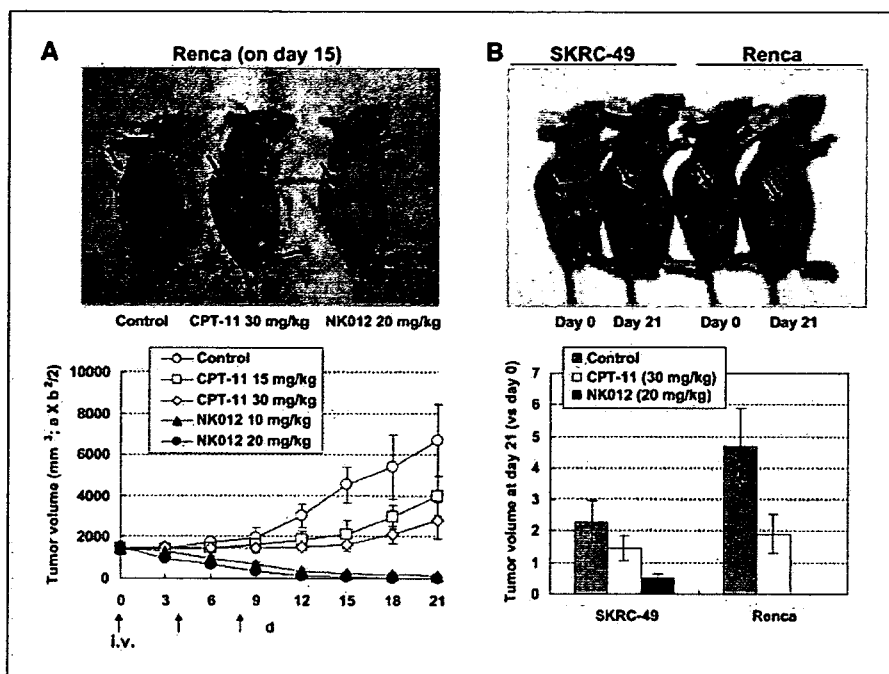 A
Renca (on day 15)
Control CPT-11 30 mg/kg NK012 20 mg/kg
Control
CPT-11 15 mg/kg
CPT-11 30 mg/kg
NK012 10 mg/kg
NK012 20 mg/kg
Tumor volume (mm³; a X b²/2)
10000
8000
6000
4000
2000
0
0 3 6 9 12 15 18 21
i.v. d
B
SKRC-49 Renca
Day 0 Day 21 Day 0 Day 21
Control
CPT-11 (30 mg/kg)
NK012 (20 mg/kg)
Tumor volume at day 21 (vs day 0)
7
6
5
4
3
2
1
0
SKRC-49 Renca